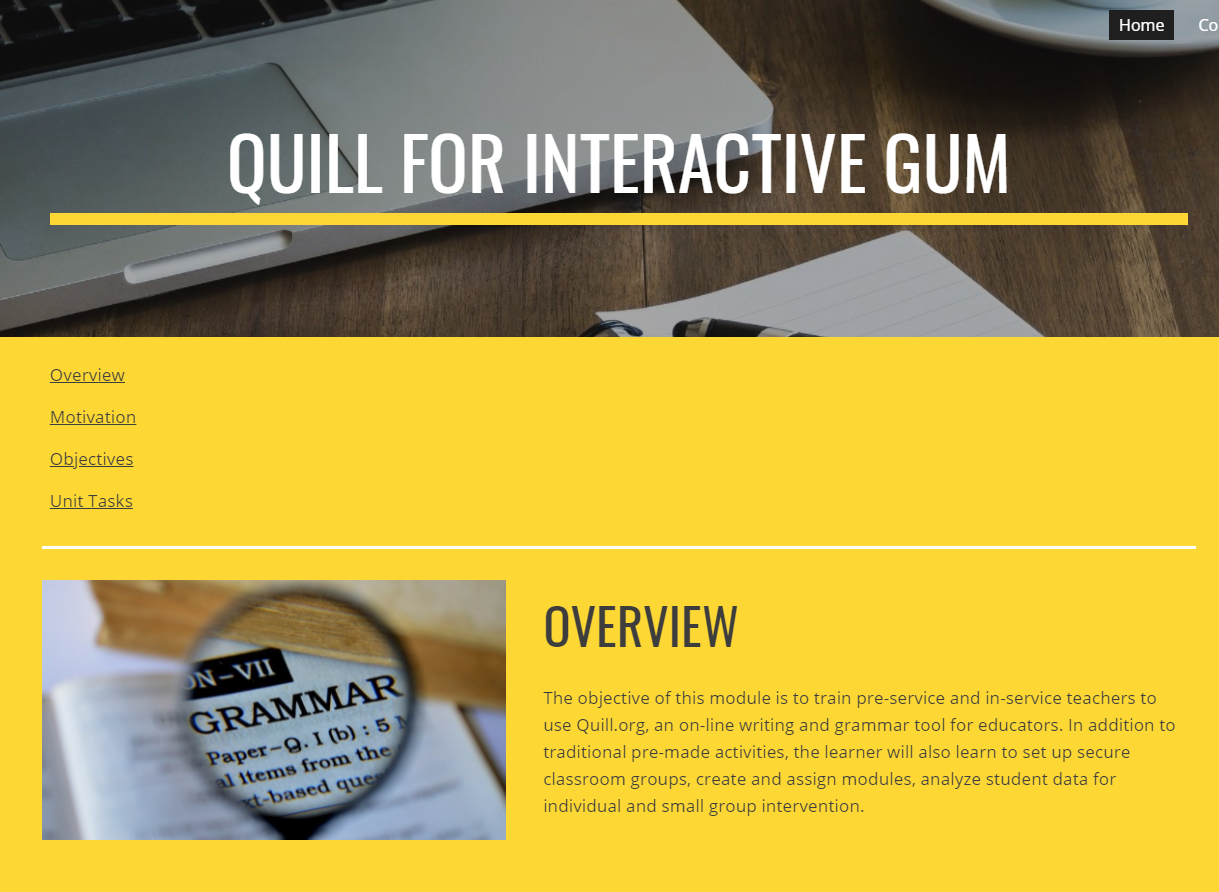 Home Co
QUILL FOR INTERACTIVE GUM
Overview
Motivation
Objectives
Unit Tasks
ON-VII
GRAMMAR
Paper-Q. I (b) : 5
al items from the
xt-based ques
OVERVIEW
The objective of this module is to train pre-service and in-service teachers to
use Quill.org, an on-line writing and grammar tool for educators. In addition to
traditional pre-made activities, the learner will also learn to set up secure
classroom groups, create and assign modules, analyze student data for
individual and small group intervention.